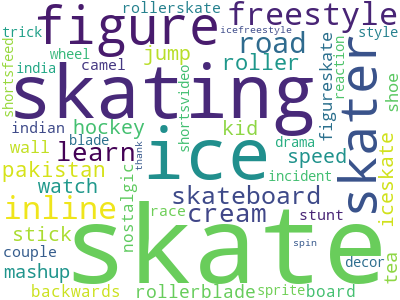 trick
rollerskate
icefreestyle
style
figure
freestyle
shortsfeed
wheel
india
camel
jump
road
roller
figureskate
reaction
skating
shortsvideo
skater
shoe
indian
hockey
kid
blade
wall
learn
thank
ice
drama
speed
iceskate
pakistan
watch
nostalgic
incident
skateboard
inline
cream
race
stunt
stick
skate
spin
tea
couple
mashup
decor
backwards
rollerblade
sprite
board